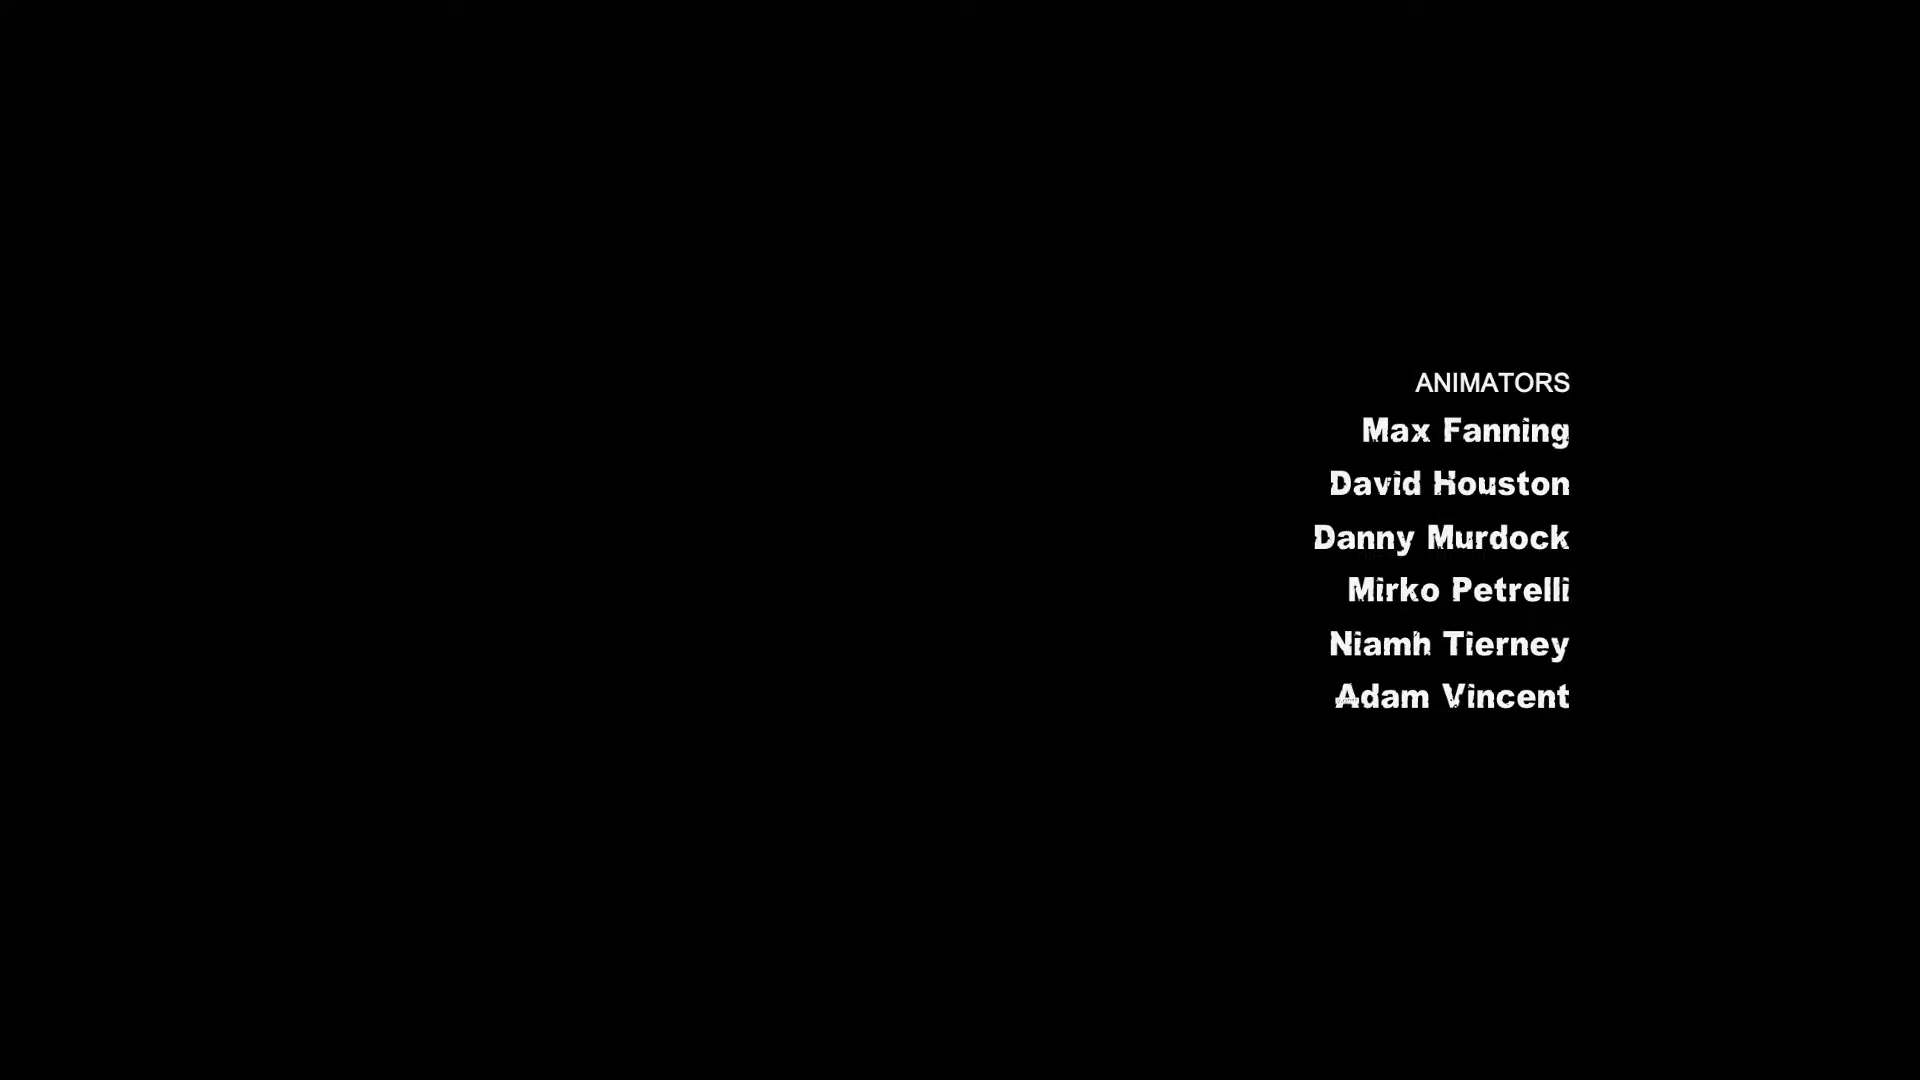 ANIMATORS
Max Fanning
David Houston
Danny Murdock
Mirko Petrelli
Niamh Tierney
Adam Vincent